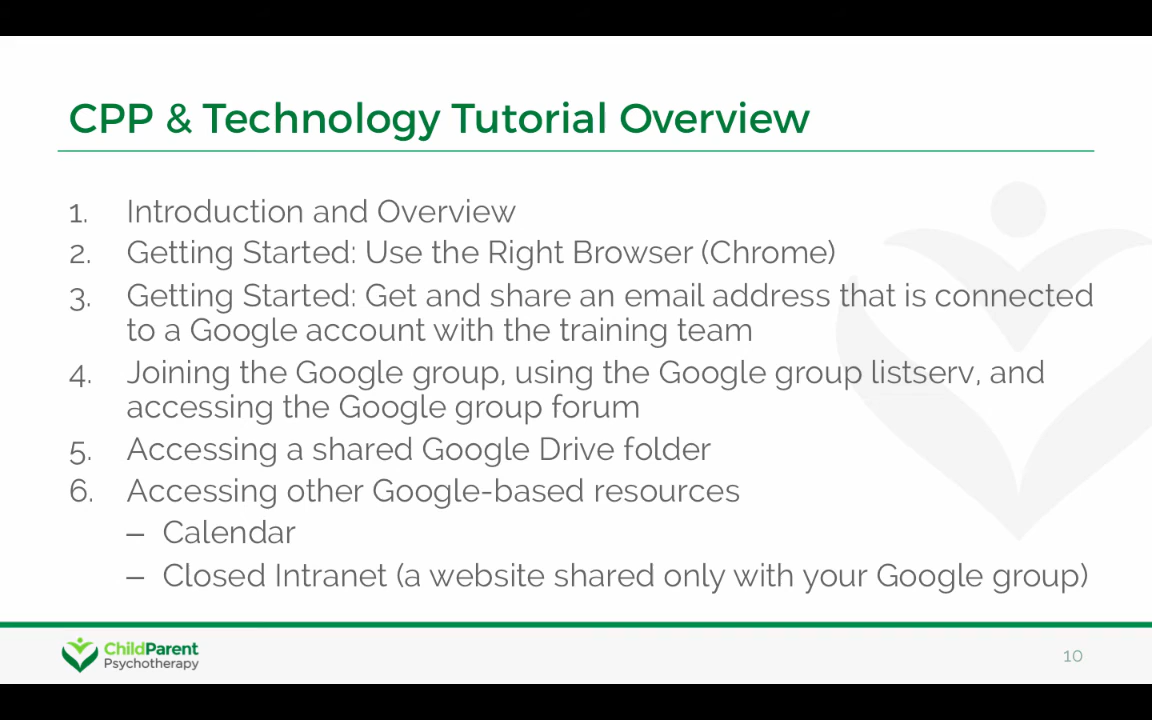 CPP & Technology Tutorial Overview
1. Introduction and Overview
2. Getting Started: Use the Right Browser (Chrome)
3. Getting Started: Get and share an email address that is connected
to a Google account with the training team
4. Joining the Google group, using the Google group listserv, and
accessing the Google group forum
5. Accessing a shared Google Drive folder
6. Accessing other Google-based resources
– Calendar
– Closed Intranet (a website shared only with your Google group)
ChildParent
Psychotherapy
10